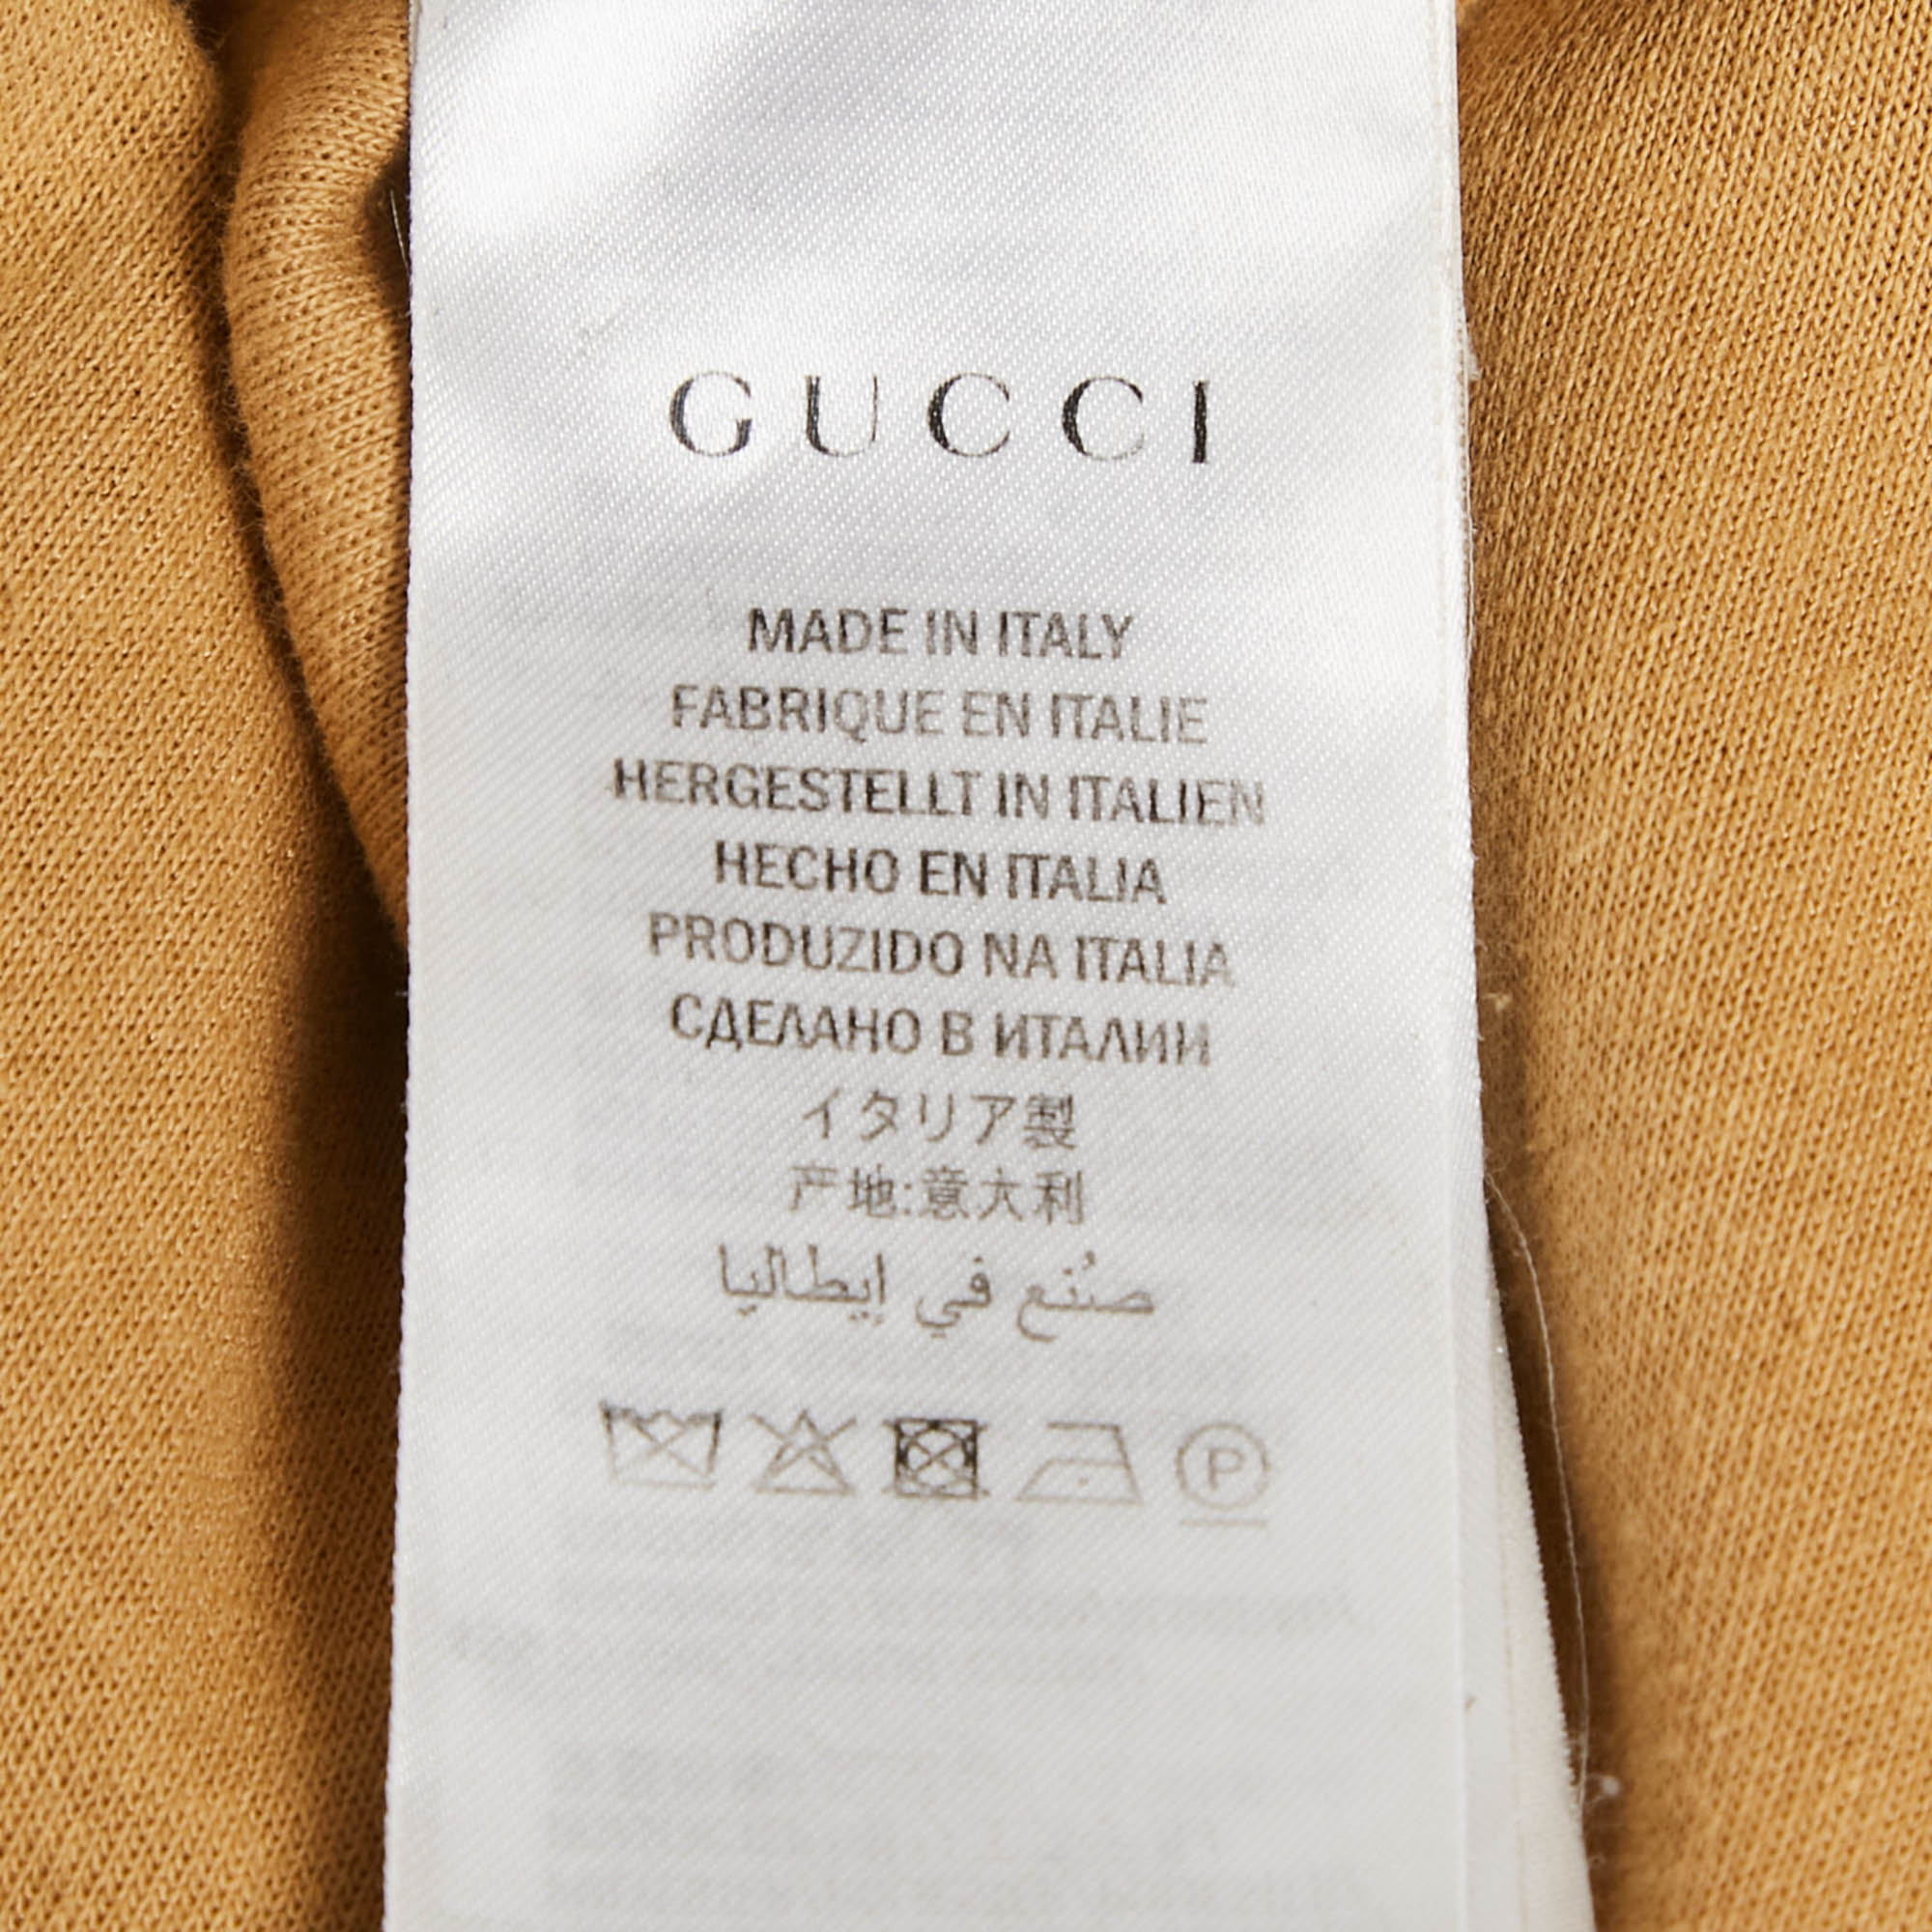 GUCCI
MADE IN ITALY
FABRIQUE EN ITALIE
HERGESTELLT IN ITALIEN
HECHO EN ITALIA
PRODUZIDO NA ITALIA
СДЕЛАНО В ИТАЛИИ
イタリア製
产地:意大利
صُنع في إيطاليا
P